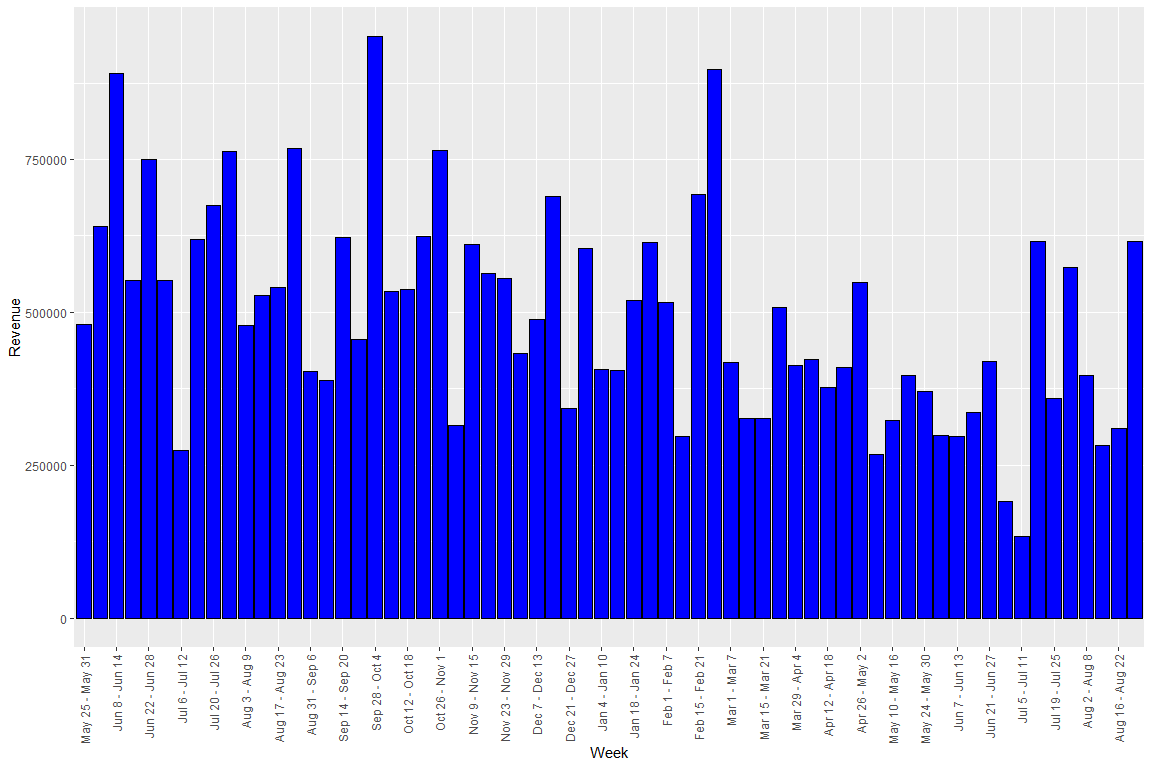 Revenue
750000
500000
250000
0
May 25 - May 31
Jun 8 - Jun 14
Jun 22 - Jun 28
Jul 6 - Jul 12
Jul 20 - Jul 26
Aug 3 - Aug 9
Aug 17 - Aug 23
Aug 31 - Sep 6
Sep 14 - Sep 20
Sep 28 - Oct 4
Oct 12 - Oct 18
Oct 26 - Nov 1
Nov 9 - Nov 15
Nov 23 - Nov 29
Dec 7 - Dec 13
Dec 21 - Dec 27
Jan 4 - Jan 10
Jan 18 - Jan 24
Feb 1 - Feb 7
Feb 15 - Feb 21
Mar 1 - Mar 7
Mar 15 - Mar 21
Mar 29 - Apr 4
Apr 12 - Apr 18
Apr 26 - May 2
May 10 - May 16
May 24 - May 30
Jun 7 - Jun 13
Jun 21 - Jun 27
Jul 5 - Jul 11
Jul 19 - Jul 25
Aug 2 - Aug 8
Aug 16 - Aug 22
Week